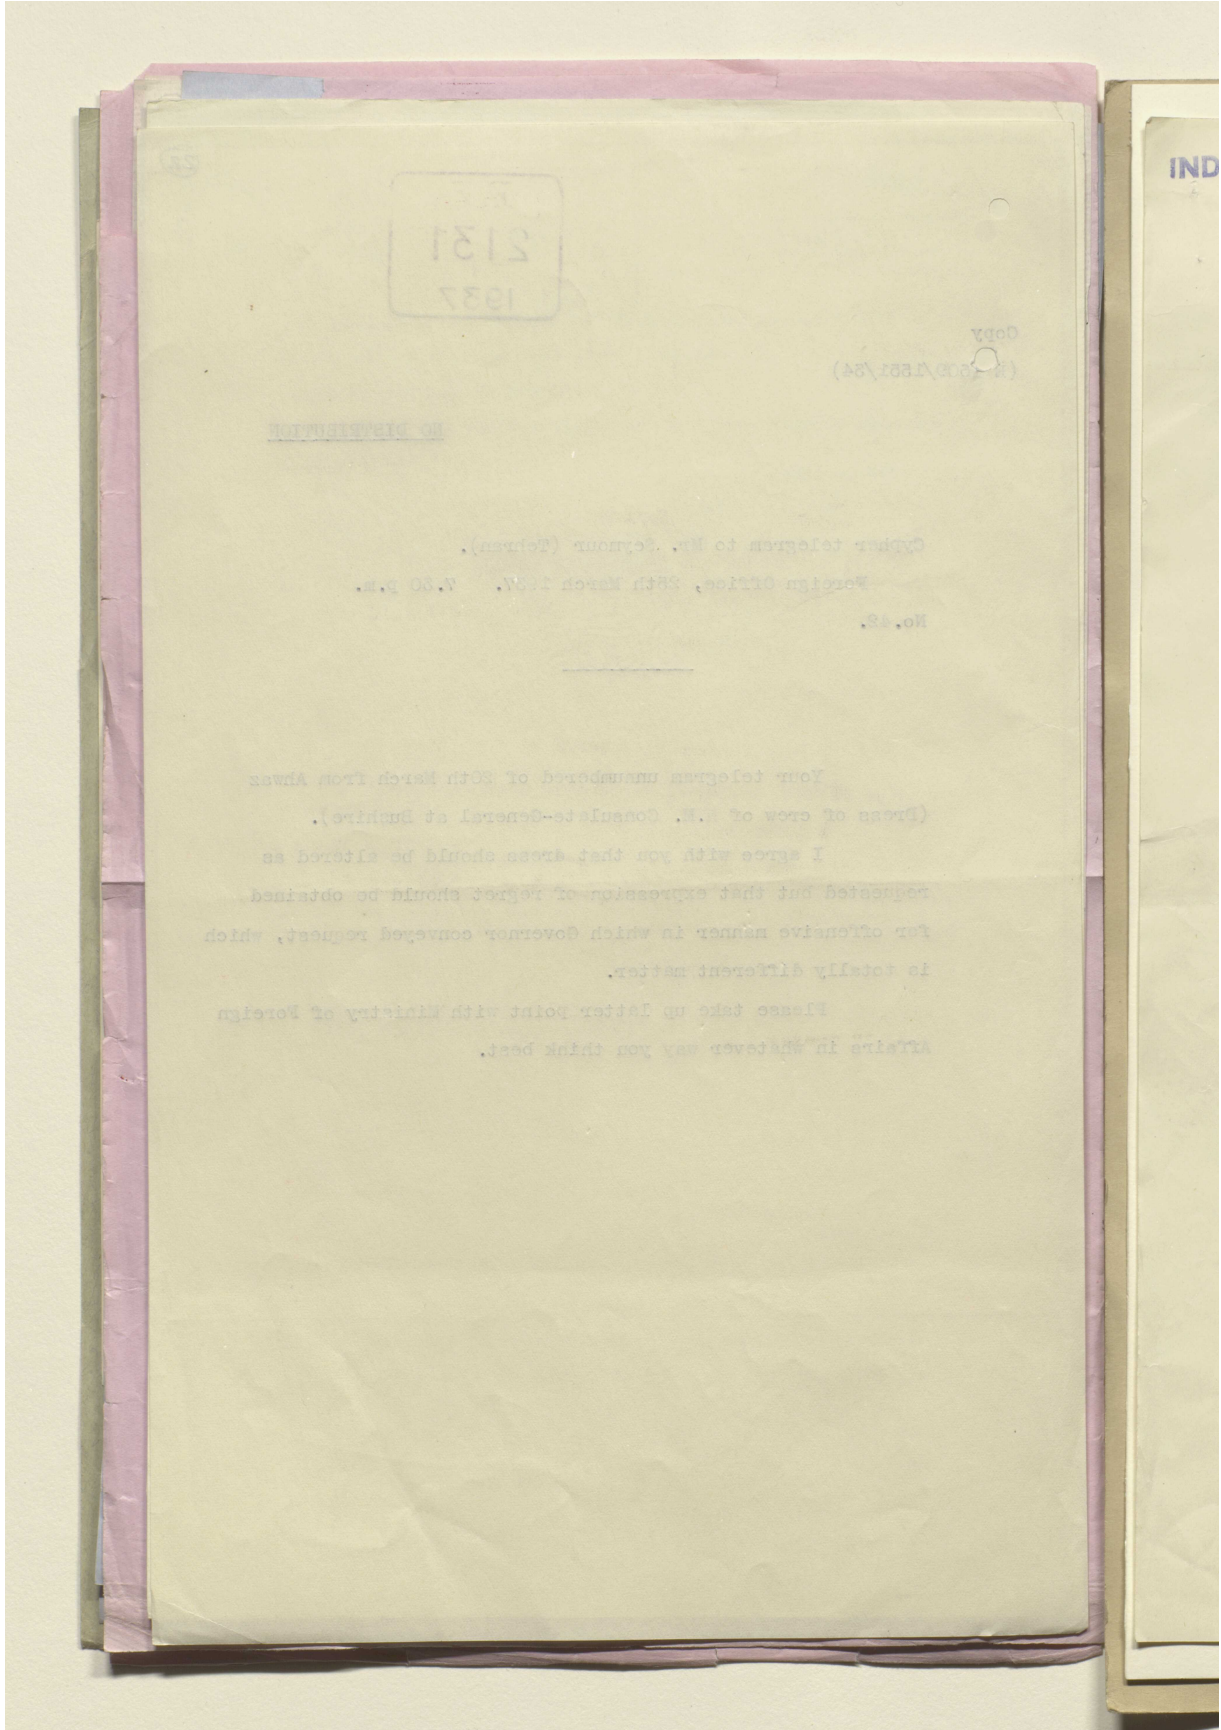 2131
1937
Copy
NO DISTRIBUTION
Cypher telegram to Mr. Seymour (Tehran).
Foreign Office, March 1937. 7.30 p.m.
No.42.
Your telegram unnumbered of 20th March from Ahwaz
of crew of Consulate-General at Bushire).
I agree with you that dress should be altered as
requested but that expression of regret should be obtained
for offensive manner in which Governor conveyed request, which
is totally different matter.
Please take up latter point with Ministry of Foreign
Affairs in whatever way you think best.
IND